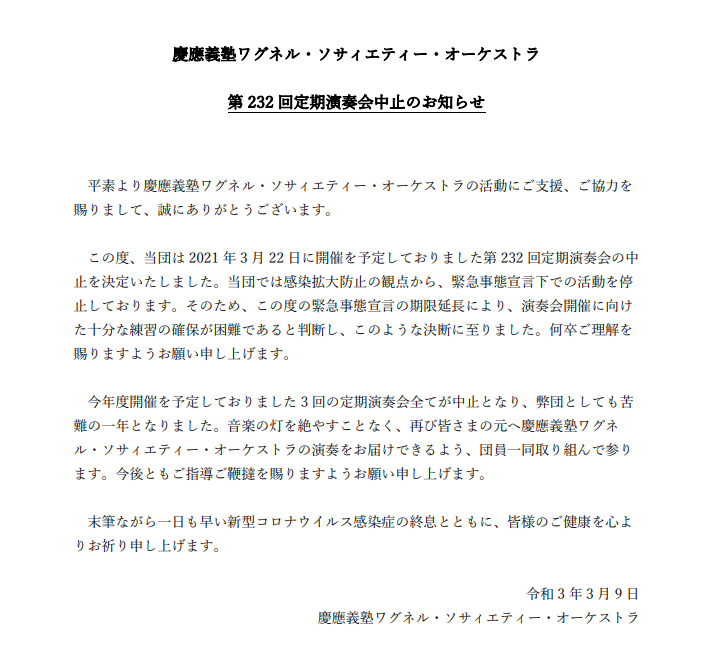 慶應義塾ワグネル・ソサィエティー・オーケストラ
第 232 回定期演奏会中止のお知らせ
平素より慶應義塾ワグネル・ソサィエティー・オーケストラの活動にご支援、ご協力を
賜りまして、誠にありがとうございます。
この度、当団は 2021 年 3 月 22 日に開催を予定しておりました第 232 回定期演奏会の中
止を決定いたしました。当団では感染拡大防止の観点から、緊急事態宣言下での活動を停
止しております。そのため、この度の緊急事態宣言の期限延長により、演奏会開催に向け
た十分な練習の確保が困難であると判断し、このような決断に至りました。何卒ご理解を
賜りますようお願い申し上げます。
今年度開催を予定しておりました 3 回の定期演奏会全てが中止となり、弊団としても苦
難の一年となりました。音楽の灯を絶やすことなく、再び皆さまの元へ慶應義塾ワグネ
ル・ソサィエティー・オーケストラの演奏をお届けできるよう、団員一同取り組んで参り
ます。今後ともご指導ご鞭撻を賜りますようお願い申し上げます。
末筆ながら一日も早い新型コロナウイルス感染症の終息とともに、皆様のご健康を心よ
りお祈り申し上げます。
令和 3 年 3 月 9 日
慶應義塾ワグネル・ソサィエティー・オーケストラ